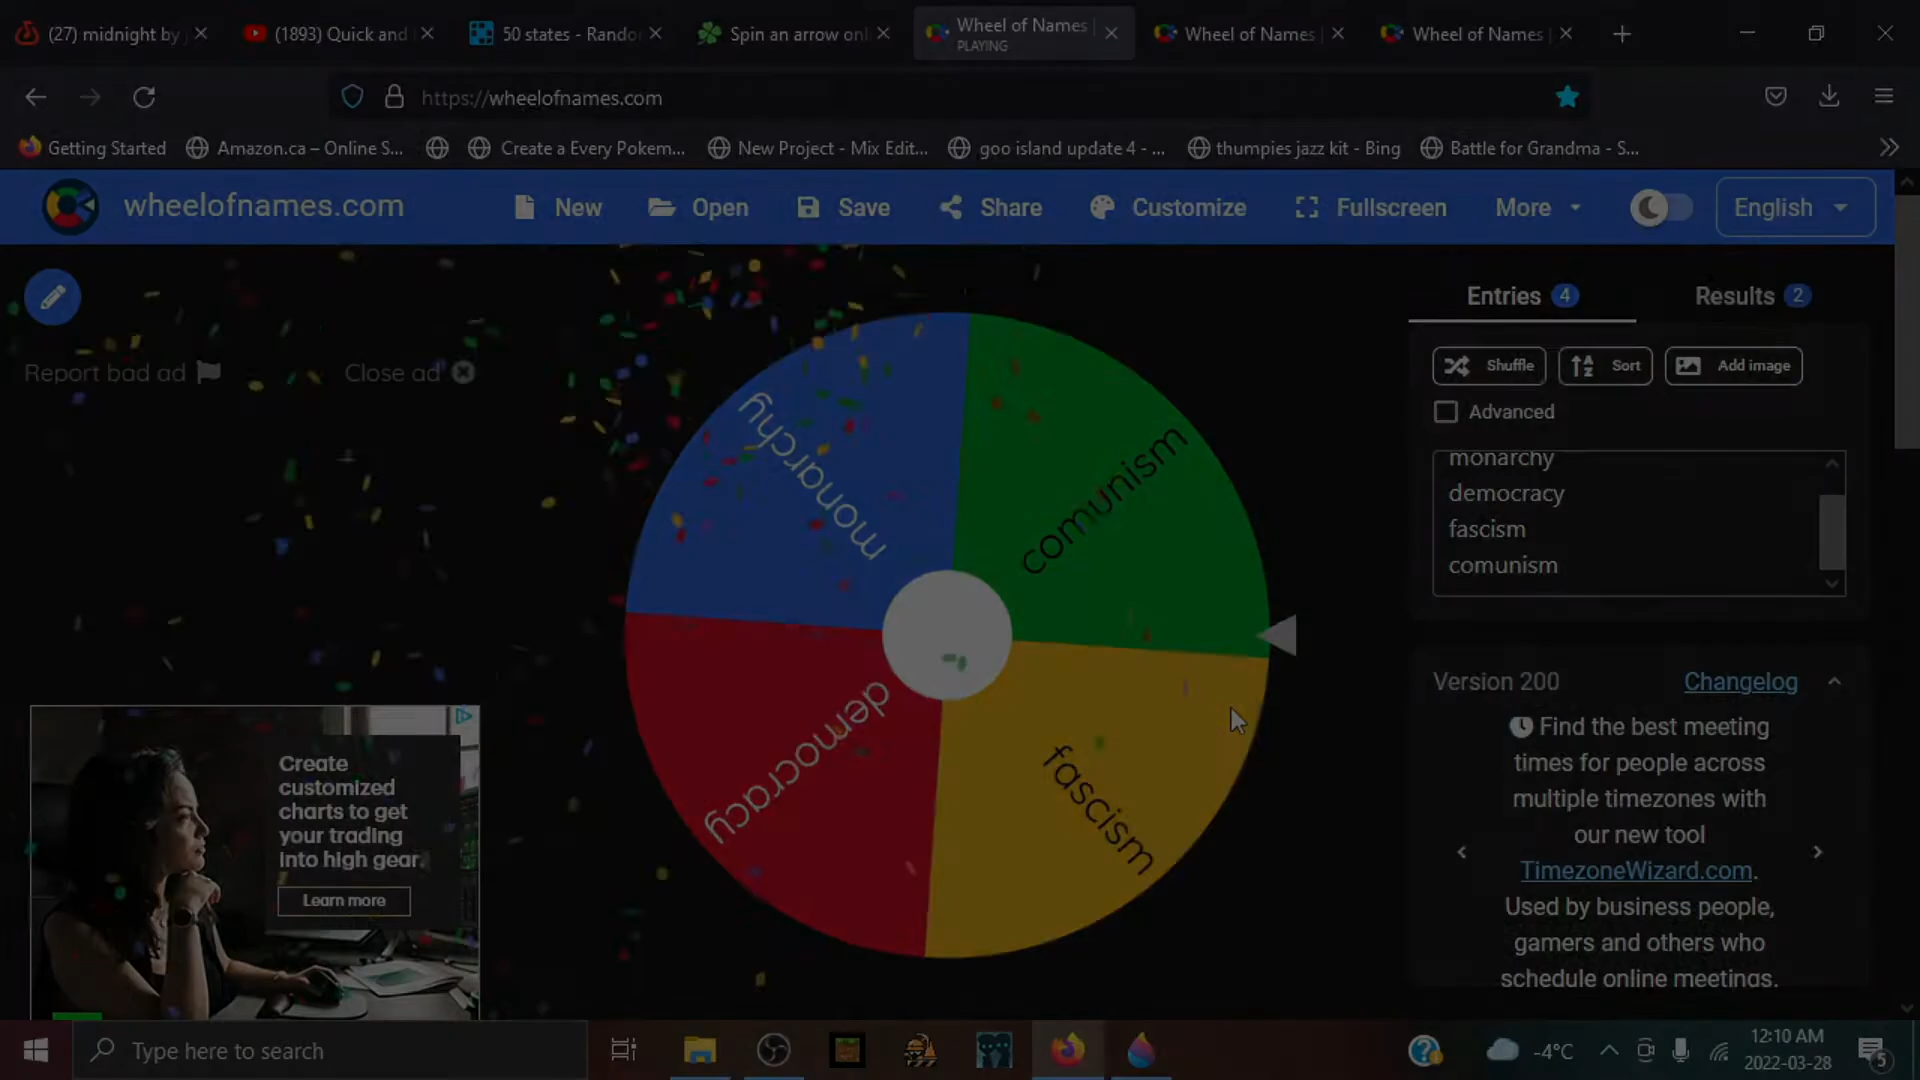 (27) midnight by
(1893) Quick and
50 states - Rando
Spin an arrow onl
Wheel of Names |
PLAYING
Wheel of Names |
Wheel of Names |
https://wheelofnames.com
Getting Started
Amazon.ca – Online S...
Create a Every Pokem...
New Project - Mix Edit...
goo island update 4 - ...
thumpies jazz kit - Bing
Battle for Grandma - S...
wheelofnames.com
New
Open
Save
Share
Customize
Fullscreen
More
English
Entries 4
Results 2
Report bad ad
Close ad
Shuffle
Sort
Add image
Advanced
monarchy
democracy
fascism
comunism
monarchy
comunism
democracy
fascism
Version 200
Changelog
Find the best meeting
times for people across
multiple timezones with
our new tool
TimezoneWizard.com.
Used by business people,
gamers and others who
schedule online meetings.
Create
customized
charts to get
your trading
into high gear.
Learn more
Type here to search
-4°C
12:10 AM
2022-03-28
5